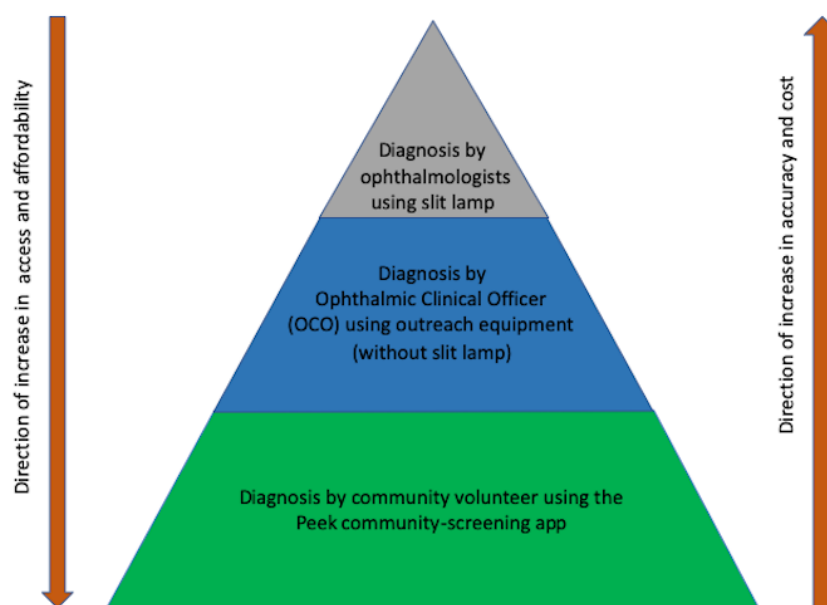 Direction of increase in access and affordability
Diagnosis by
ophthalmologists
using slit lamp
Diagnosis by
Ophthalmic Clinical Officer
(OCO) using outreach equipment
(without slit lamp)
Diagnosis by community volunteer using the
Peek community-screening app
Direction of increase in accuracy and cost